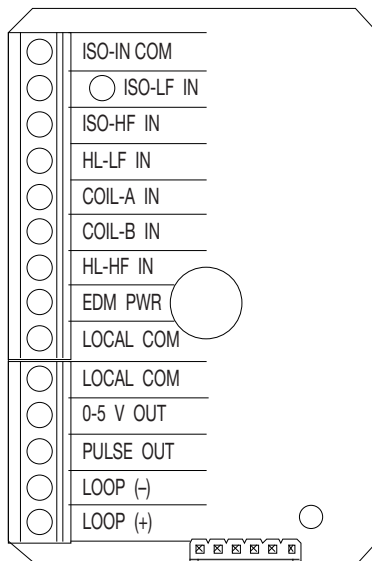 ISO-IN COM
ISO-LF IN
ISO-HF IN
HL-LF IN
COIL-A IN
COIL-B IN
HL-HF IN
EDM PWR
LOCAL COM
LOCAL COM
0-5 V OUT
PULSE OUT
LOOP (–)
LOOP (+)